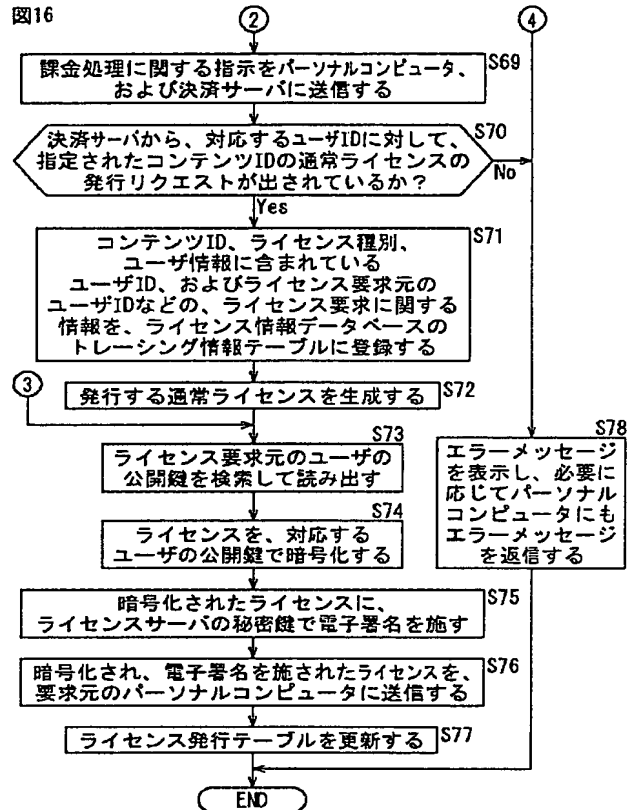 図16
2
4
課金処理に関する指示をパーソナルコンピュータ、
および決済サーバに送信する
S69
決済サーバから、対応するユーザIDに対して、
指定されたコンテンツIDの通常ライセンスの
発行リクエストが出されているか？
S70
No
Yes
コンテンツID、ライセンス種別、
ユーザ情報に含まれている
ユーザID、およびライセンス要求元の
ユーザIDなどの、ライセンス要求に関する
情報を、ライセンス情報データベースの
トレーシング情報テーブルに登録する
S71
3
発行する通常ライセンスを生成する
S72
S73
ライセンス要求元のユーザの
公開鍵を検索して読み出す
S74
ライセンスを、対応する
ユーザの公開鍵で暗号化する
S78
エラーメッセージ
を表示し、必要に
応じてパーソナル
コンピュータにも
エラーメッセージ
を返信する
暗号化されたライセンスに、
ライセンスサーバの秘密鍵で電子署名を施す
S75
暗号化され、電子署名を施されたライセンスを、
要求元のパーソナルコンピュータに送信する
S76
ライセンス発行テーブルを更新する
S77
END